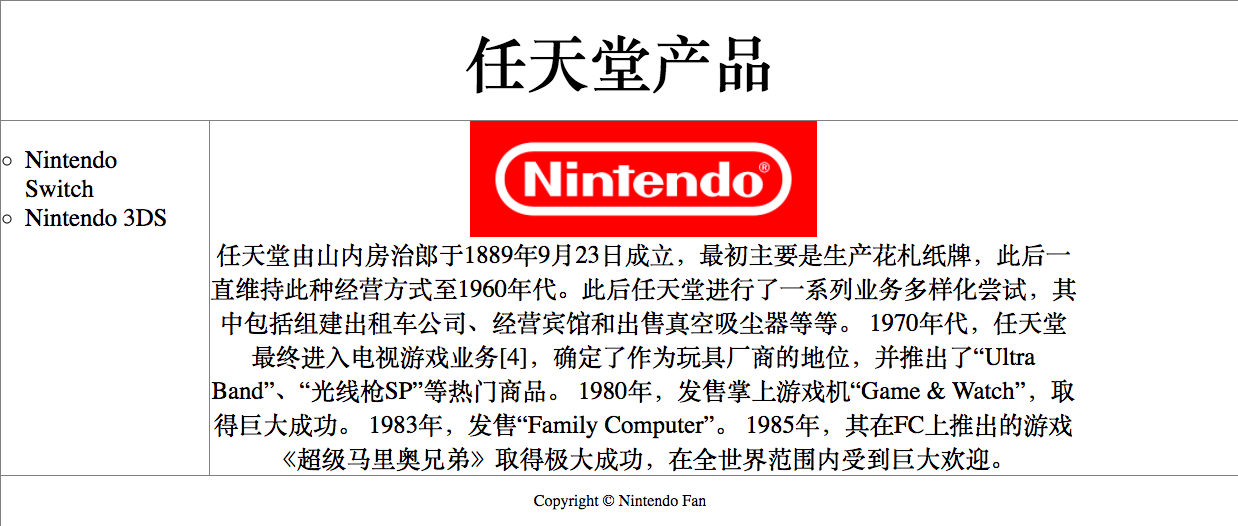 任天堂产品
Nintendo
Switch
Nintendo 3DS
Nintendo®
任天堂由山内房治郎于1889年9月23日成立，最初主要是生产花札纸牌，此后一
直维持此种经营方式至1960年代。此后任天堂进行了一系列业务多样化尝试，其
中包括组建出租车公司、经营宾馆和出售真空吸尘器等等。 1970年代，任天堂
最终进入电视游戏业务[4]，确定了作为玩具厂商的地位，并推出了“Ultra
Band”、“光线枪SP”等热门商品。 1980年，发售掌上游戏机“Game & Watch”，取
得巨大成功。 1983年，发售“Family Computer”。 1985年，其在FC上推出的游戏
《超级马里奥兄弟》取得极大成功，在全世界范围内受到巨大欢迎。
Copyright © Nintendo Fan